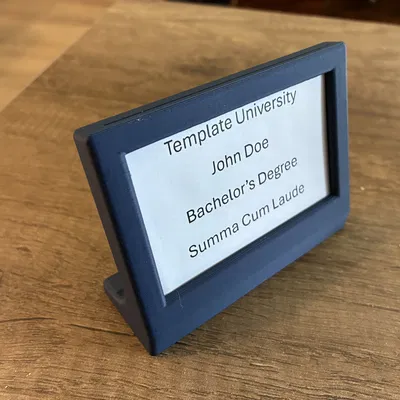 Template University
John Doe
Bachelor's Degree
Summa Cum Laude